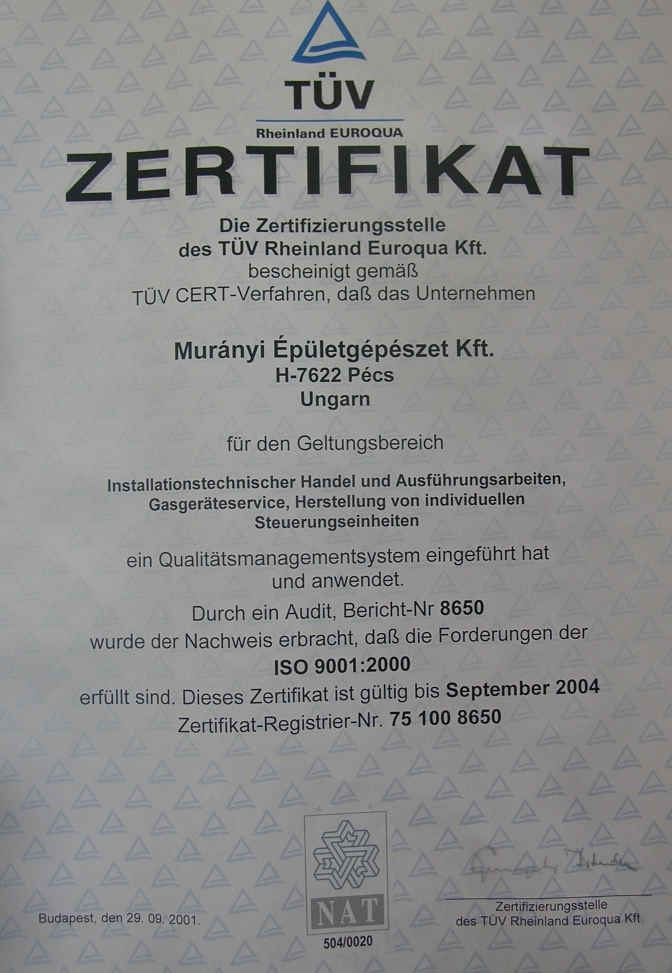 TÜV
Rheinland EUROQUA
ZERTIFIKAT
Die Zertifizierungsstelle
des TÜV Rheinland Euroqua Kft.
bescheinigt gemäß
TÜV CERT-Verfahren, daß das Unternehmen
Murányi Épületgépészet Kft.
H-7622 Pécs
Ungarn
für den Geltungsbereich
Installationstechnischer Handel und Ausführungsarbeiten,
Gasgeräteservice, Herstellung von individuellen
Steuerungseinheiten
ein Qualitätsmanagementsystem eingeführt hat
und anwendet.
Durch ein Audit, Bericht-Nr 8650
wurde der Nachweis erbracht, daß die Forderungen der
ISO 9001:2000
erfüllt sind. Dieses Zertifikat ist gültig bis September 2004
Zertifikat-Registrier-Nr. 75 100 8650
NAT
504/0020
Budapest, den 29. 09. 2001.
Zertifizierungsstelle
des TÜV Rheinland Euroqua Kft.